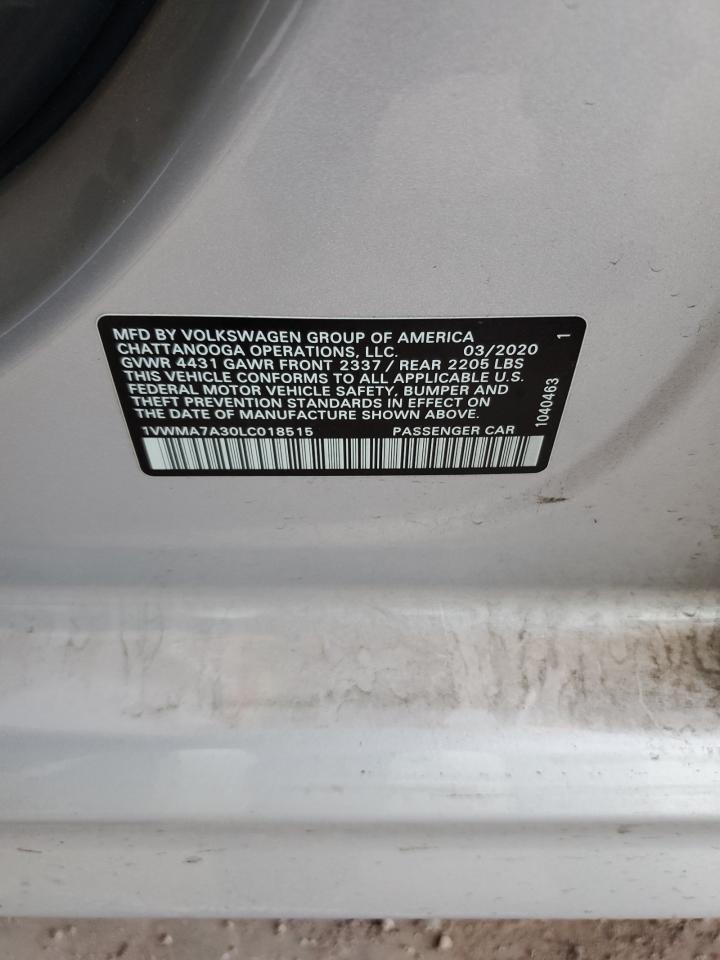 MFD BY VOLKSWAGEN GROUP OF AMERICA
CHATTANOOGA OPERATIONS, LLC. 03/2020
GVWR 4431 GAWR FRONT 2337 / REAR 2205 LBS
THIS VEHICLE CONFORMS TO ALL APPLICABLE U.S.
FEDERAL MOTOR VEHICLE SAFETY, BUMPER AND
THEFT PREVENTION STANDARDS IN EFFECT ON
THE DATE OF MANUFACTURE SHOWN ABOVE.
1VWMA7A30LC018515 PASSENGER CAR
1040463 1